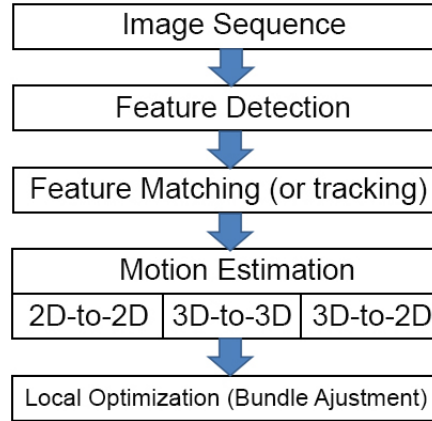 Image Sequence
Feature Detection
Feature Matching (or tracking)
Motion Estimation
2D-to-2D 3D-to-3D 3D-to-2D
Local Optimization (Bundle Ajustment)